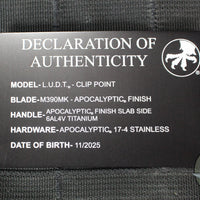 DECLARATION OF
AUTHENTICITY
MODEL- L.U.D.T.® - CLIP POINT
BLADE- M390MK - APOCALYPTIC® FINISH
HANDLE- APOCALYPTIC® FINISH SLAB SIDE
6AL4V TITANIUM
HARDWARE- APOCALYPTIC® 17-4 STAINLESS
DATE OF BIRTH- 11/2025